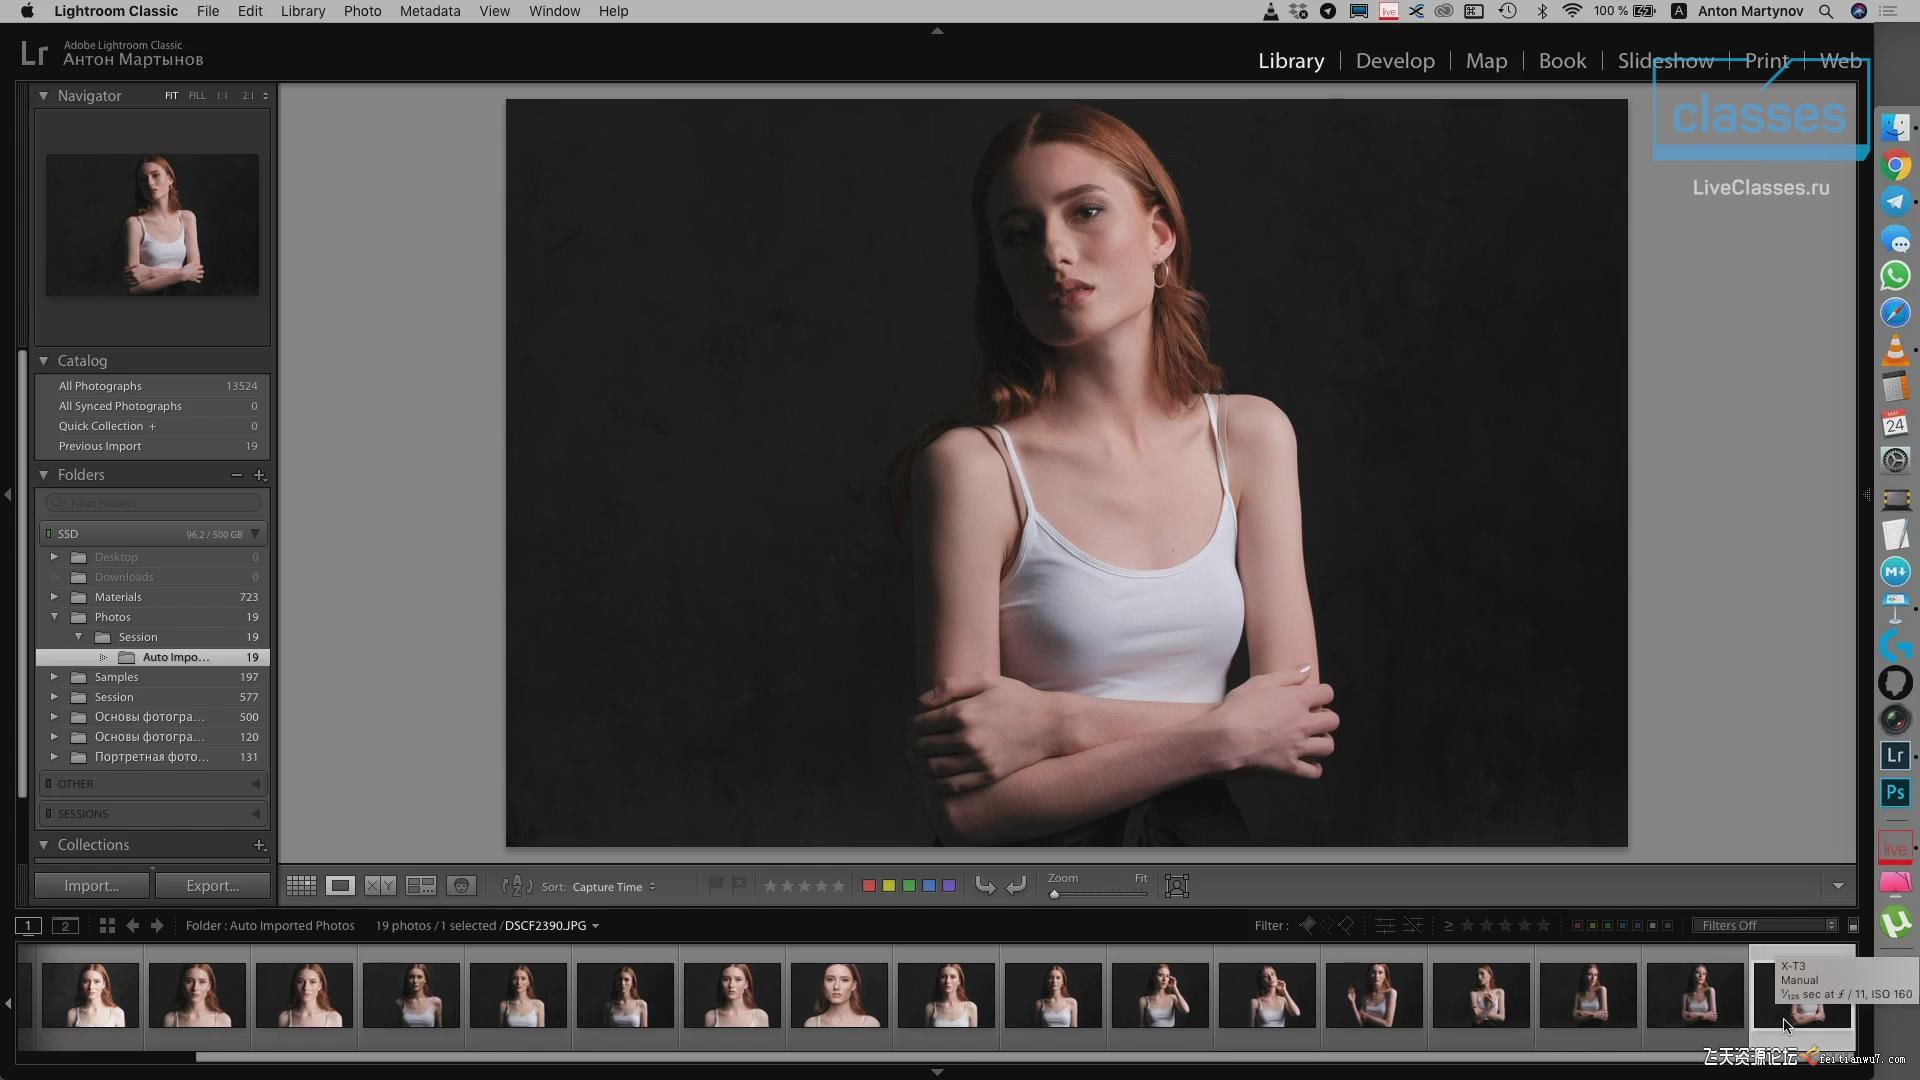 Lightroom Classic File Edit Library Photo Metadata View Window Help
live 100 % A Anton Martynov
Lr Adobe Lightroom Classic
Антон Мартынов
Library Develop Map Book Slideshow Print Web
classes
LiveClasses.ru
Navigator FIT FILL 1:1 2:1
Catalog
All Photographs 13524
All Synced Photographs 0
Quick Collection + 0
Previous Import 19
Folders
Filter Folders
SSD 96,2 / 500 GB
Desktop 0
Downloads 0
Materials 723
Photos 19
Session 19
Auto Impo... 19
Samples 197
Session 577
Основы фотогра... 500
Основы фотогра... 120
Портретная фото... 131
OTHER
SESSIONS
Collections
Import... Export...
XY Sort: Capture Time Zoom Fit
1 2 Folder : Auto Imported Photos 19 photos / 1 selected / DSCF2390.JPG Filter : ≥ Filters Off
X-T3
Manual
1/125 sec at ƒ / 11, ISO 160
MAY
24
M
Lr
Ps
live
飞天资源论坛 feitianwu7.com